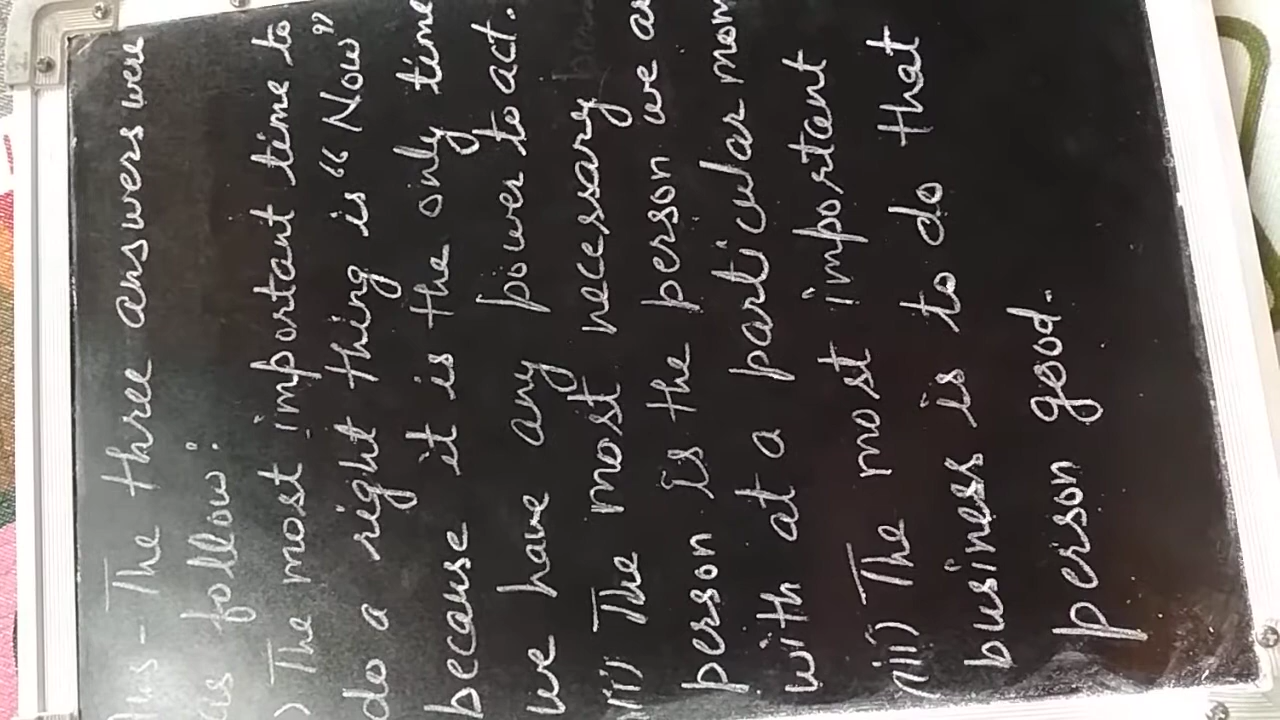 Ans - The three answers were
as follow:
) The most important time to
do a right thing is "Now"
because it is the only time
we have any power to act.
(ii) The most necessary
person is the person we ar
with at a particular mom
(iii) The most important
business is to do that
person good.